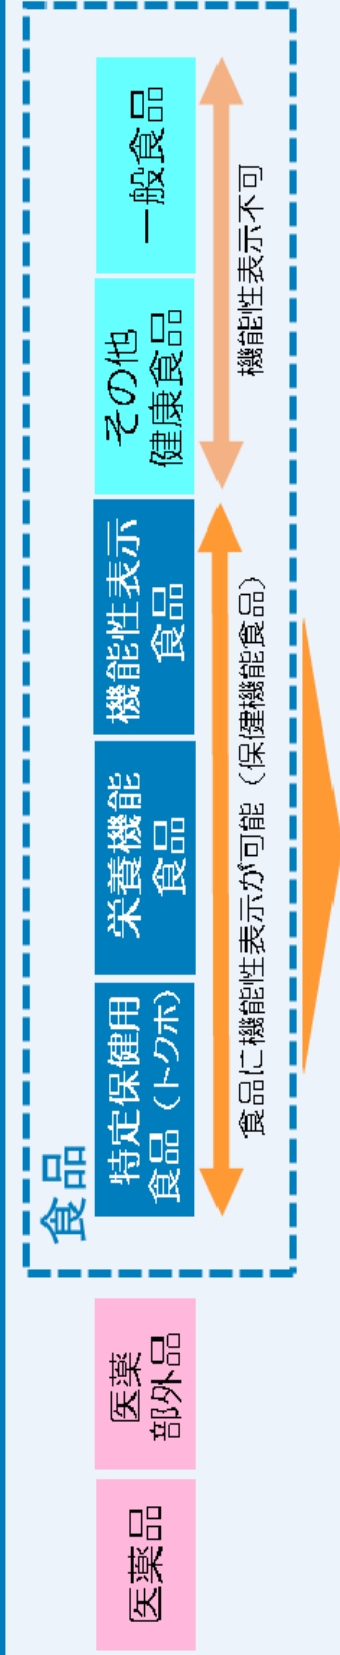 食品
医薬品
医薬
部外品
特定保健用
食品（トクホ）
栄養機能
食品
機能性表示
食品
その他
健康食品
一般食品
食品に機能性表示が可能（保健機能食品）
機能性表示不可